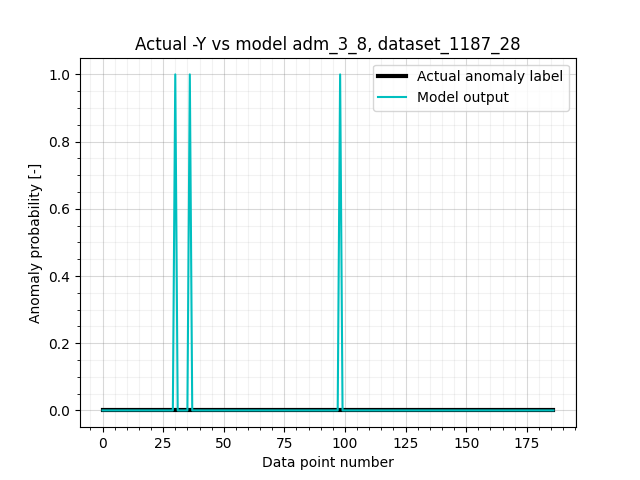 Actual -Y vs model adm_3_8, dataset_1187_28
Actual anomaly label
Model output
1.0
0.8
0.6
0.4
0.2
0.0
Anomaly probability [-]
0 25 50 75 100 125 150 175
Data point number